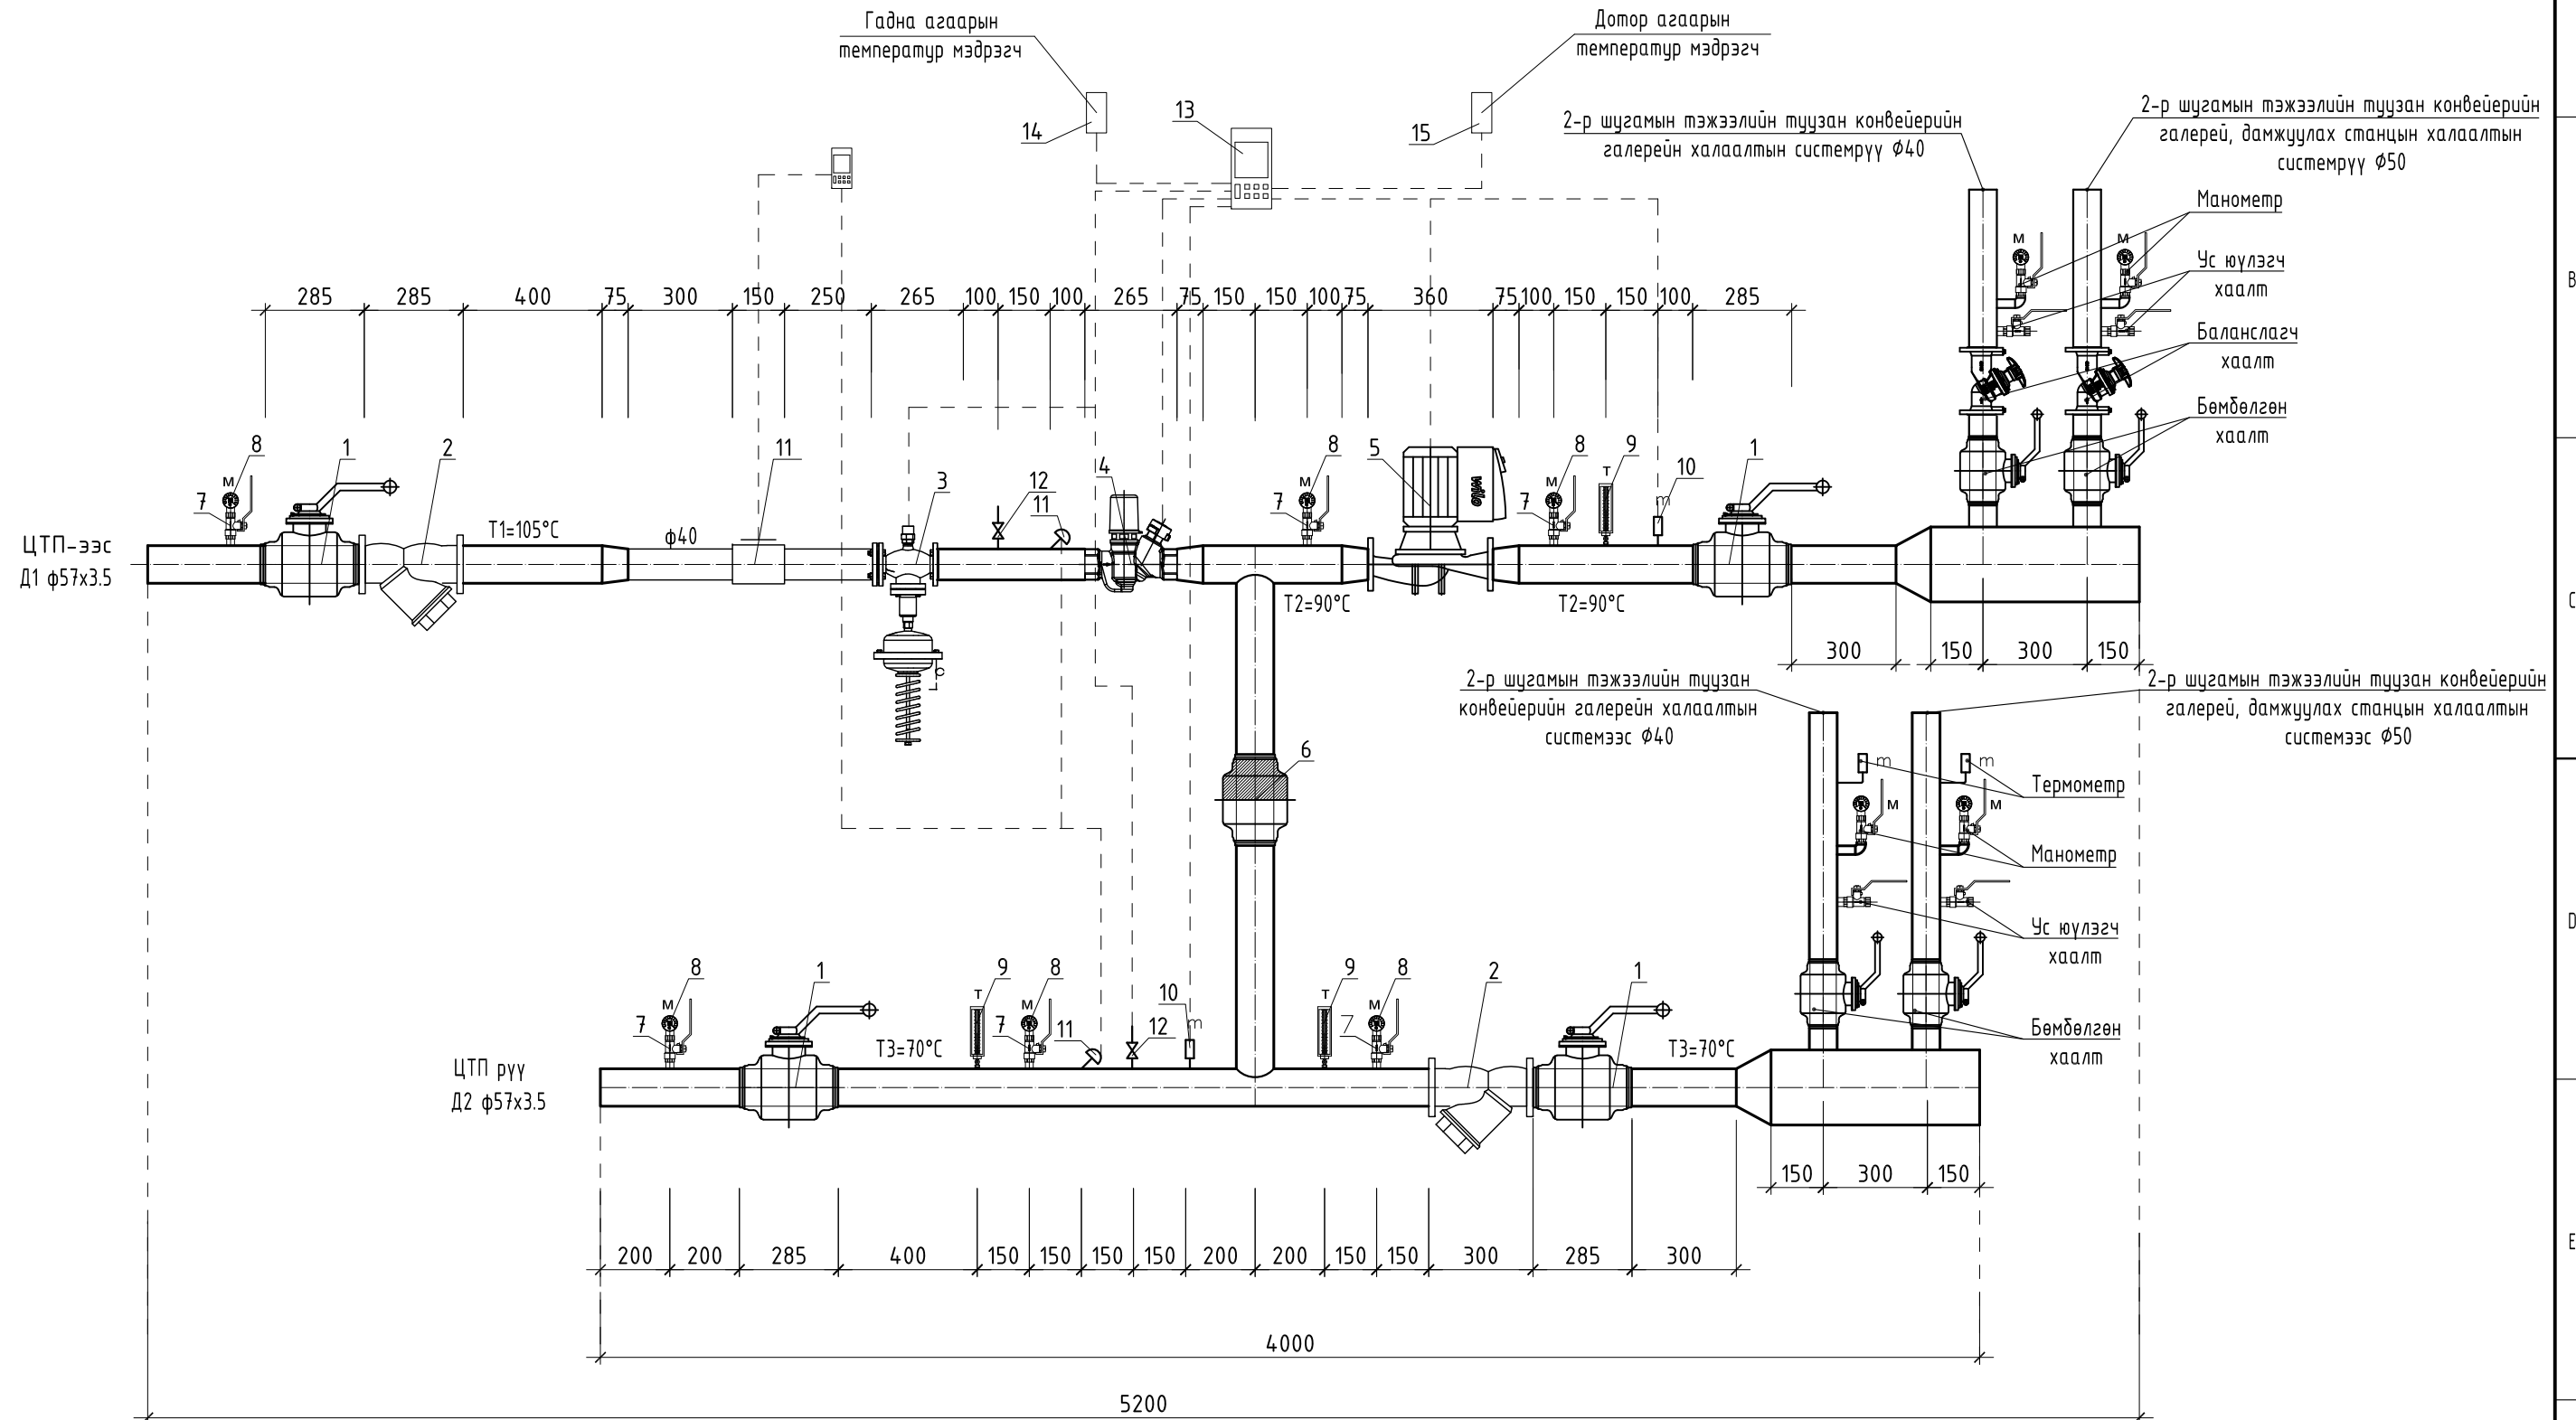 Гадна агаарын
температур мэдрэгч
Дотор агаарын
температур мэдрэгч
14
13
15
2-р шугамын тэжээлийн туузан конвейерийн
галерейн халаалтын системрүү Ф40
2-р шугамын тэжээлийн туузан конвейерийн
галерей, дамжуулах станцын халаалтын
системрүү Ф50
Манометр
М
М
Ус юүлэгч
хаалт
Баланслагч
хаалт
Бөмбөлгөн
хаалт
B
285 285 400 75 300 150 250 265 100 150 100 265 75 150 150 100 75 360 75 100 150 150 100 285
8 1 2 11 3 12 11 4 8 5 8 9 10 1
М
7
М
7
М
7
Т
m
wilo
ЦТП-ээс
Д1 ф57х3.5
Т1=105°С
ф40
Т2=90°С
Т2=90°С
C
300 150 300 150
2-р шугамын тэжээлийн туузан
конвейерийн галерейн халаалтын
системээс Ф40
2-р шугамын тэжээлийн туузан конвейерийн
галерей, дамжуулах станцын халаалтын
системээс Ф50
6
m
m
Термометр
М
М
Манометр
D
Ус юүлэгч
хаалт
Бөмбөлгөн
хаалт
8 1 9 8 11 12 10 9 8 2 1
М
7
Т
М
7
m
Т
М
7
Т3=70°С
Т3=70°С
ЦТП рүү
Д2 ф57х3.5
150 300 150
E
200 200 285 400 150 150 150 150 200 200 150 150 300 285 300
4000
5200